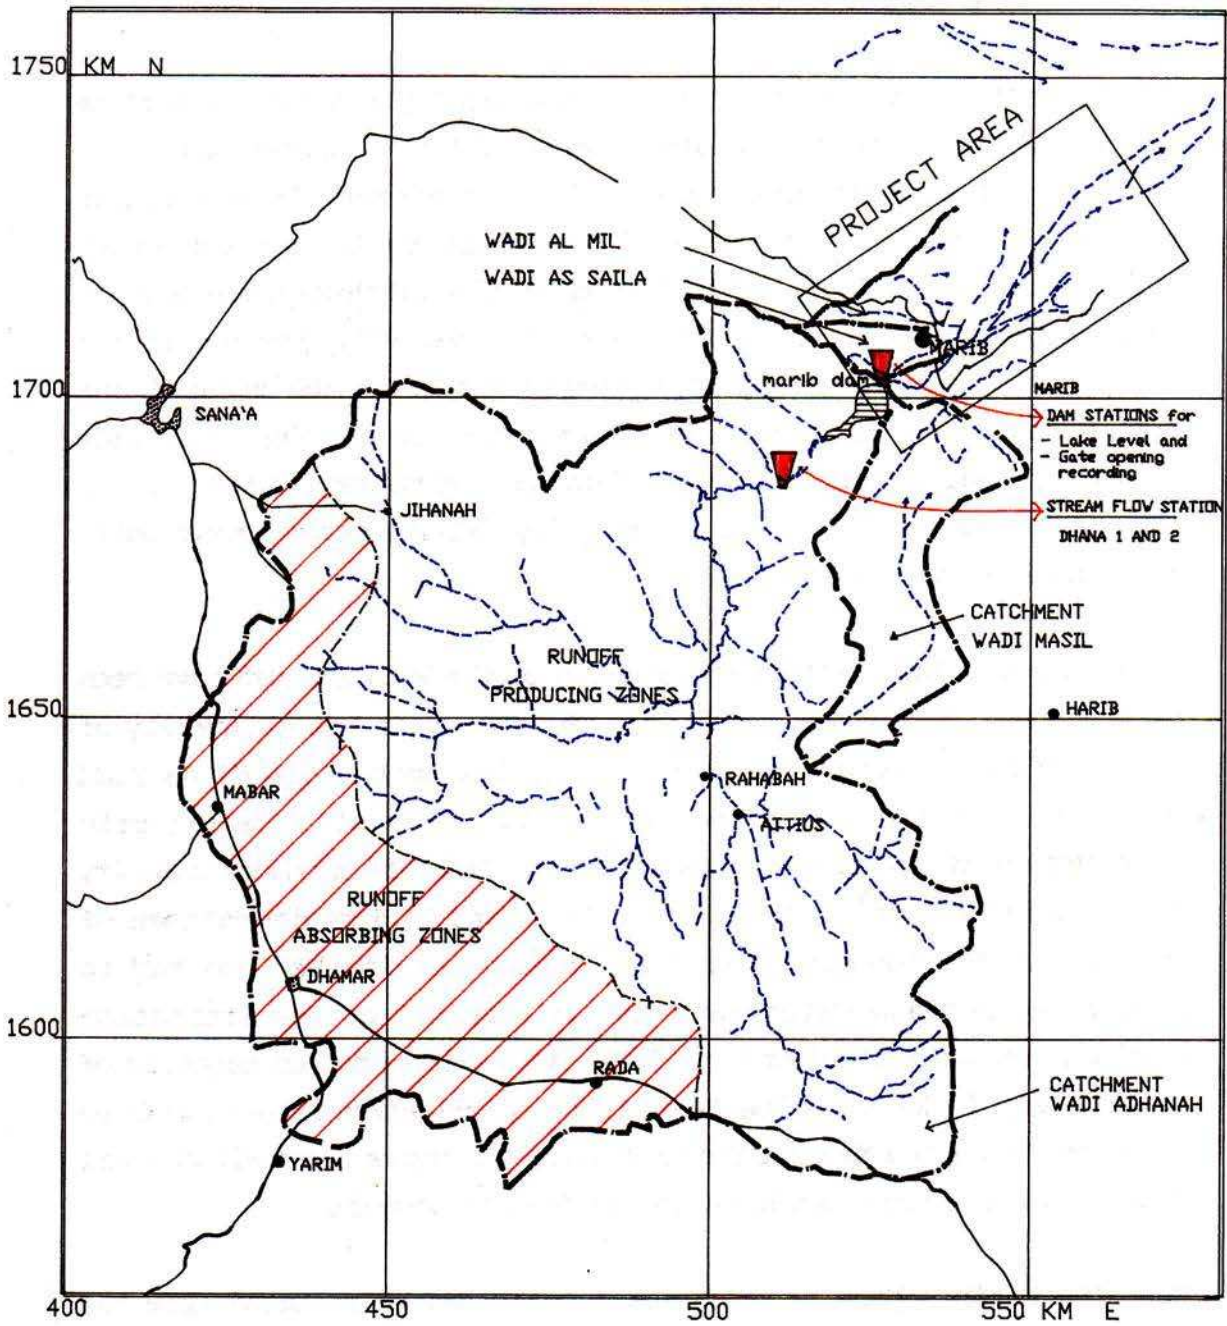 1750 KM N
PROJECT AREA
WADI AL MIL
WADI AS SAILA
MARIB
marib dam
1700
SANA'A
MARIB
DAM STATIONS for
- Lake Level and
- Gate opening
recording
JIHANAH
STREAM FLOW STATION
DHANA 1 AND 2
CATCHMENT
WADI MASIL
RUNOFF
PRODUCING ZONES
1650
HARIB
RAHABAH
MABAR
ATTIUS
RUNOFF
ABSORBING ZONES
DHAMAR
1600
RADA
CATCHMENT
WADI ADHANAH
YARIM
400
450
500
550 KM E